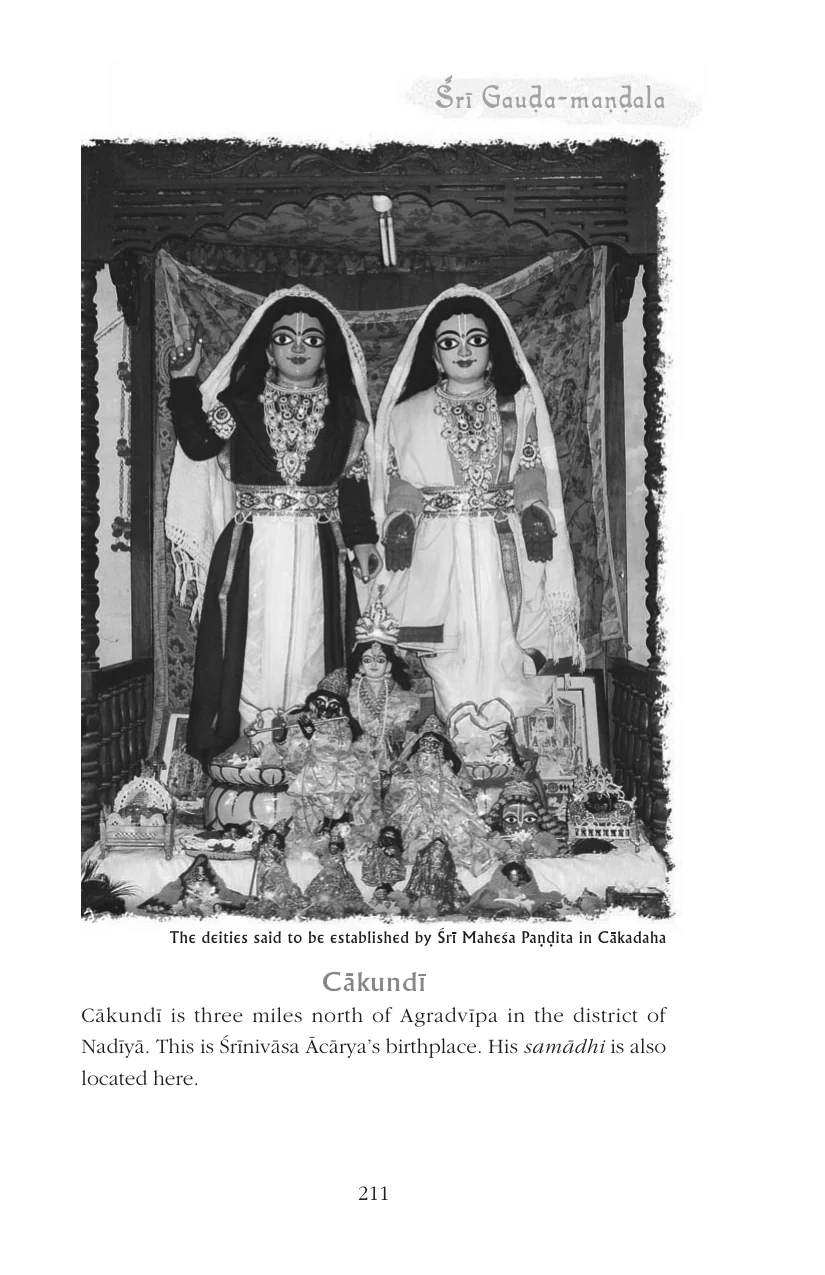 Śrī Gauḍa-maṇḍala
The deities said to be established by Śrī Maheśa Paṇḍita in Cākadaha
Cākundī
Cākundī is three miles north of Agradvīpa in the district of
Nadīyā. This is Śrīnivāsa Ācārya’s birthplace. His samādhi is also
located here.
211